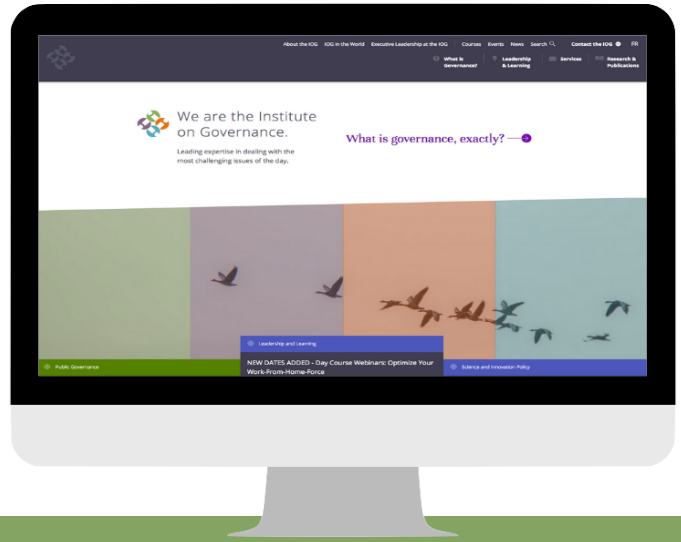 About the IOG IOG in the World Executive Leadership at the IOG Courses Events News Search Contact the IOG FR
What is Governance?
Leadership & Learning
Services
Research & Publications
We are the Institute
on Governance.
Leading expertise in dealing with the
most challenging issues of the day.
What is governance, exactly?
Leadership and Learning
NEW DATES ADDED - Day Course Webinars: Optimize Your
Work-From-Home-Force
Public Governance
Science and Innovation Policy